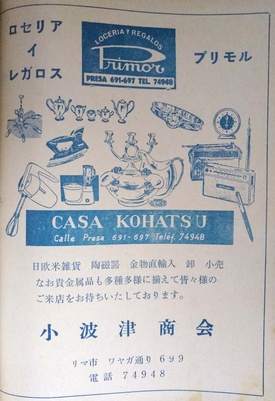 ロセリア
イ
レガロス
LOCERIA Y REGALOS
Primor
PRESA 691-697 TEL. 74948
プリモル
CASA KOHATSU
Calle Presa 691-697 Teléf. 74948
日欧米雑貨 陶磁器 金物直輸入 卸 小売
なお貴金属品も多種多様に揃えて皆々様の
ご来店をお待ちいたしております。
小波津商会
リマ市 ワヤガ通り 699
電話 74948